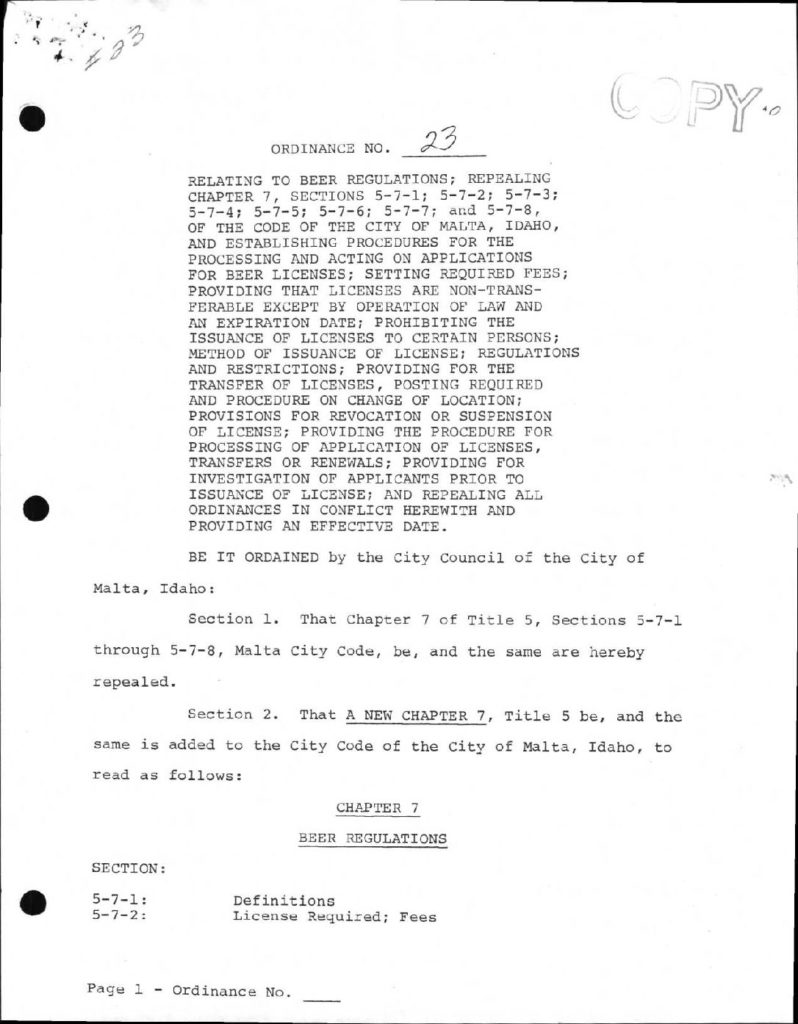 #23
COPY
ORDINANCE NO. 23
RELATING TO BEER REGULATIONS; REPEALING
CHAPTER 7, SECTIONS 5-7-1; 5-7-2; 5-7-3;
5-7-4; 5-7-5; 5-7-6; 5-7-7; and 5-7-8,
OF THE CODE OF THE CITY OF MALTA, IDAHO,
AND ESTABLISHING PROCEDURES FOR THE
PROCESSING AND ACTING ON APPLICATIONS
FOR BEER LICENSES; SETTING REQUIRED FEES;
PROVIDING THAT LICENSES ARE NON-TRANS-
FERABLE EXCEPT BY OPERATION OF LAW AND
AN EXPIRATION DATE; PROHIBITING THE
ISSUANCE OF LICENSES TO CERTAIN PERSONS;
METHOD OF ISSUANCE OF LICENSE; REGULATIONS
AND RESTRICTIONS; PROVIDING FOR THE
TRANSFER OF LICENSES, POSTING REQUIRED
AND PROCEDURE ON CHANGE OF LOCATION;
PROVISIONS FOR REVOCATION OR SUSPENSION
OF LICENSE; PROVIDING THE PROCEDURE FOR
PROCESSING OF APPLICATION OF LICENSES,
TRANSFERS OR RENEWALS; PROVIDING FOR
INVESTIGATION OF APPLICANTS PRIOR TO
ISSUANCE OF LICENSE; AND REPEALING ALL
ORDINANCES IN CONFLICT HEREWITH AND
PROVIDING AN EFFECTIVE DATE.
BE IT ORDAINED by the City Council of the City of
Malta, Idaho:
Section 1. That Chapter 7 of Title 5, Sections 5-7-1
through 5-7-8, Malta City Code, be, and the same are hereby
repealed.
Section 2. That A NEW CHAPTER 7, Title 5 be, and the
same is added to the City Code of the City of Malta, Idaho, to
read as follows:
CHAPTER 7
BEER REGULATIONS
SECTION:
5-7-1: Definitions
5-7-2: License Required; Fees
Page 1 - Ordinance No. ___